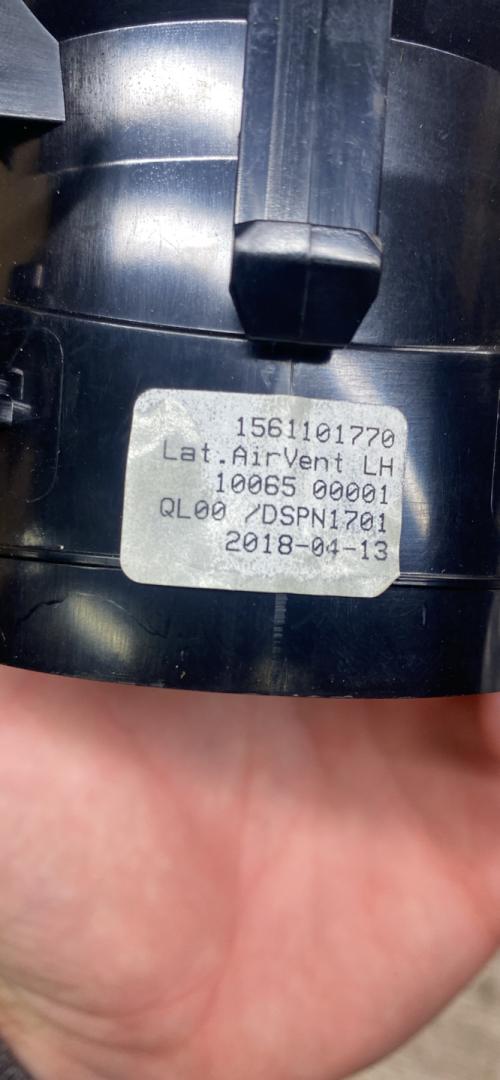 1561101770
Lat.AirVent LH
10065 00001
QL00 /DSPN1701
2018-04-13